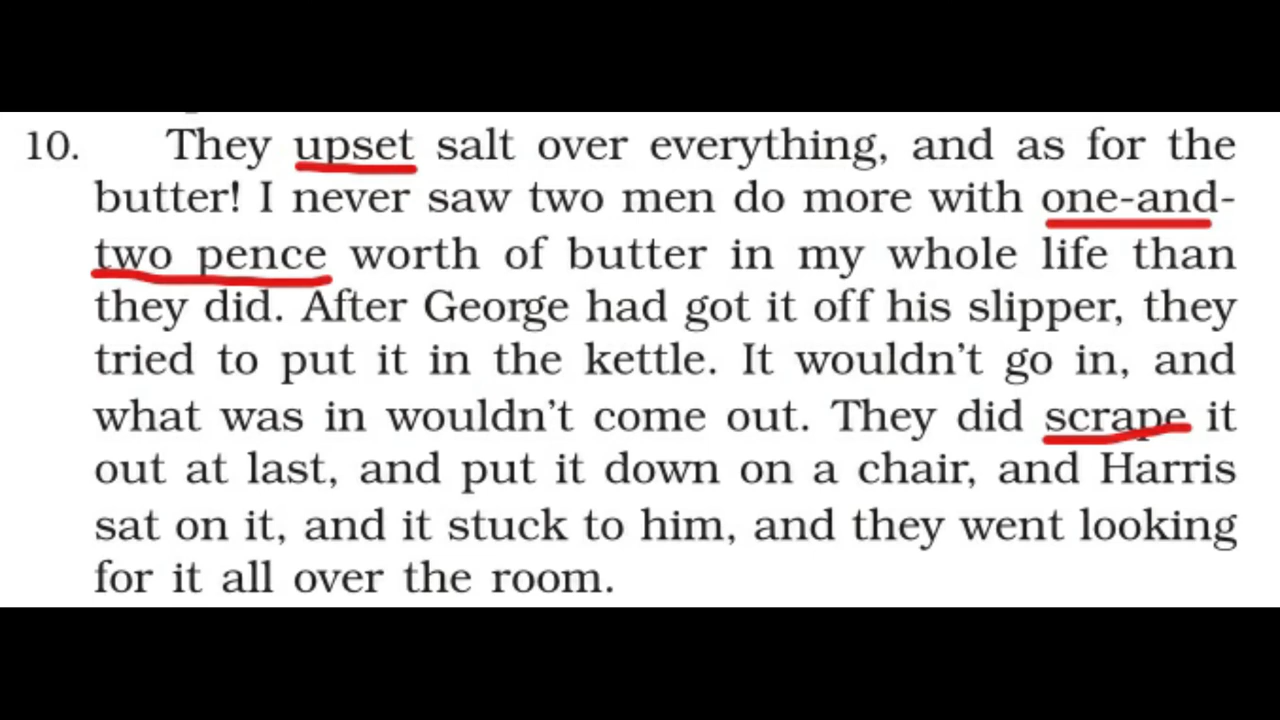 10. They upset salt over everything, and as for the
butter! I never saw two men do more with one-and-
two pence worth of butter in my whole life than
they did. After George had got it off his slipper, they
tried to put it in the kettle. It wouldn't go in, and
what was in wouldn't come out. They did scrape it
out at last, and put it down on a chair, and Harris
sat on it, and it stuck to him, and they went looking
for it all over the room.